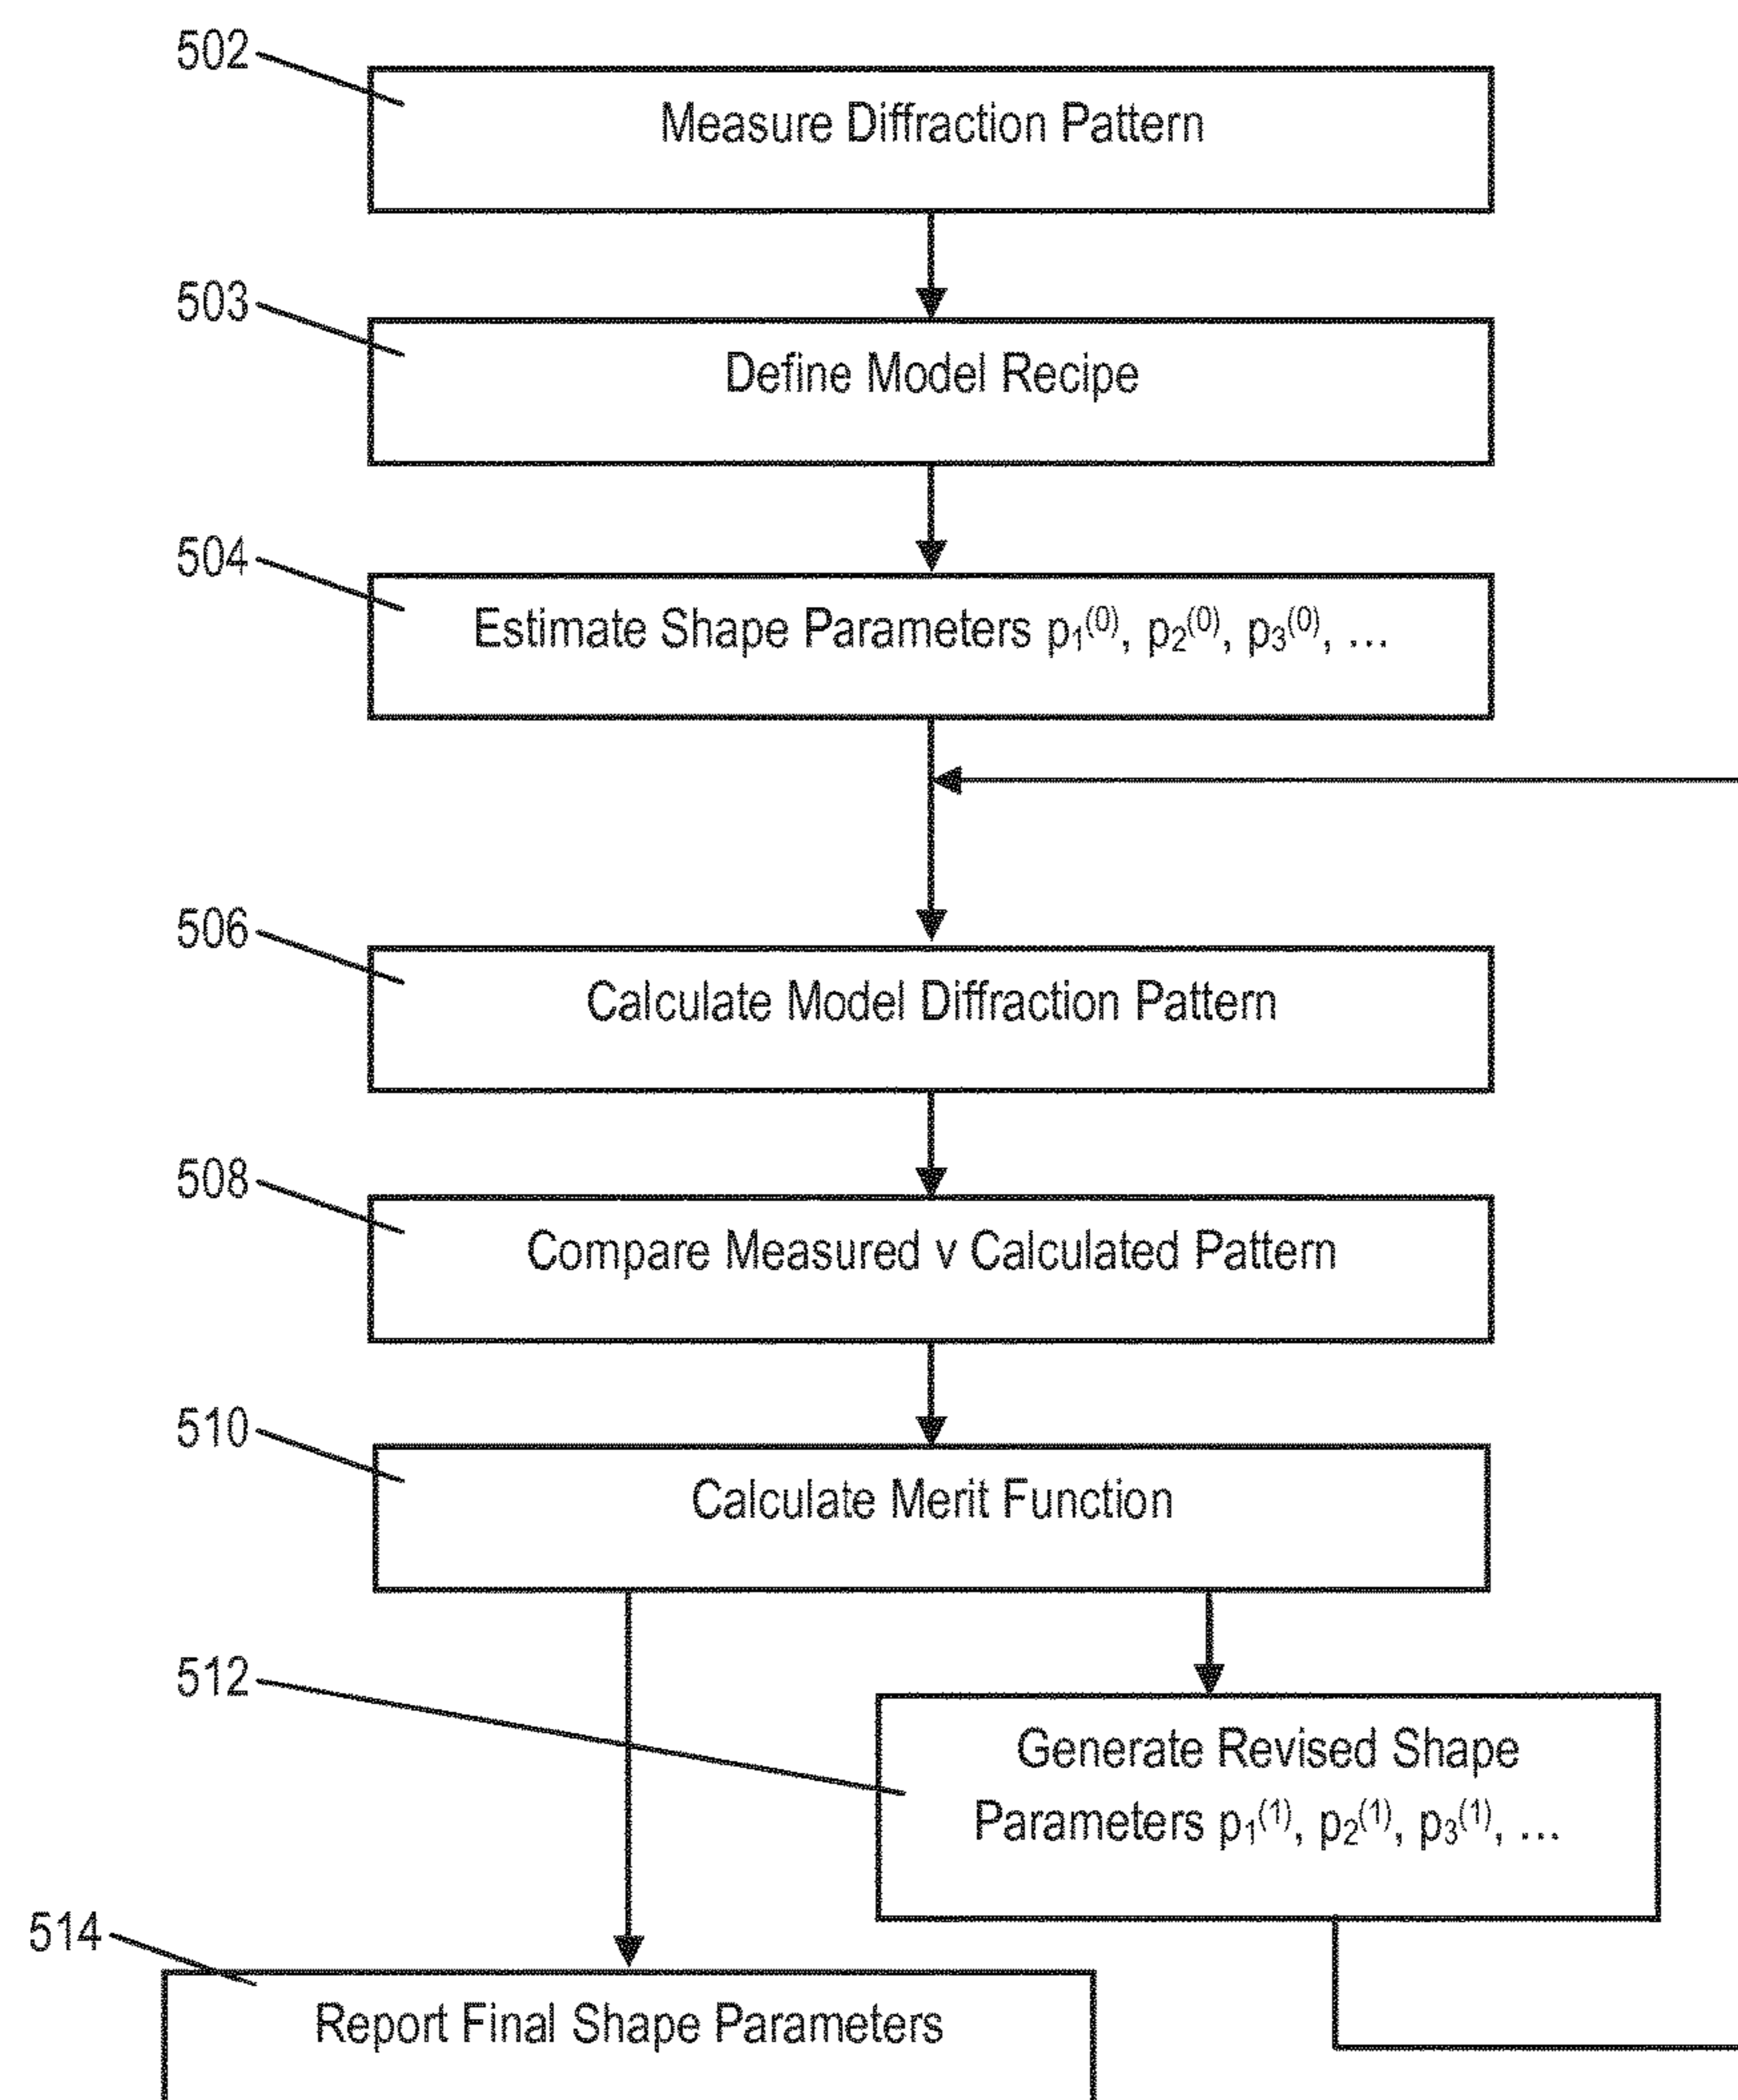 502
Measure Diffraction Pattern
503
Define Model Recipe
504
Estimate Shape Parameters p₁⁽⁰⁾, p₂⁽⁰⁾, p₃⁽⁰⁾, …
506
Calculate Model Diffraction Pattern
508
Compare Measured v Calculated Pattern
510
Calculate Merit Function
512
Generate Revised Shape
Parameters p₁⁽¹⁾, p₂⁽¹⁾, p₃⁽¹⁾, …
514
Report Final Shape Parameters